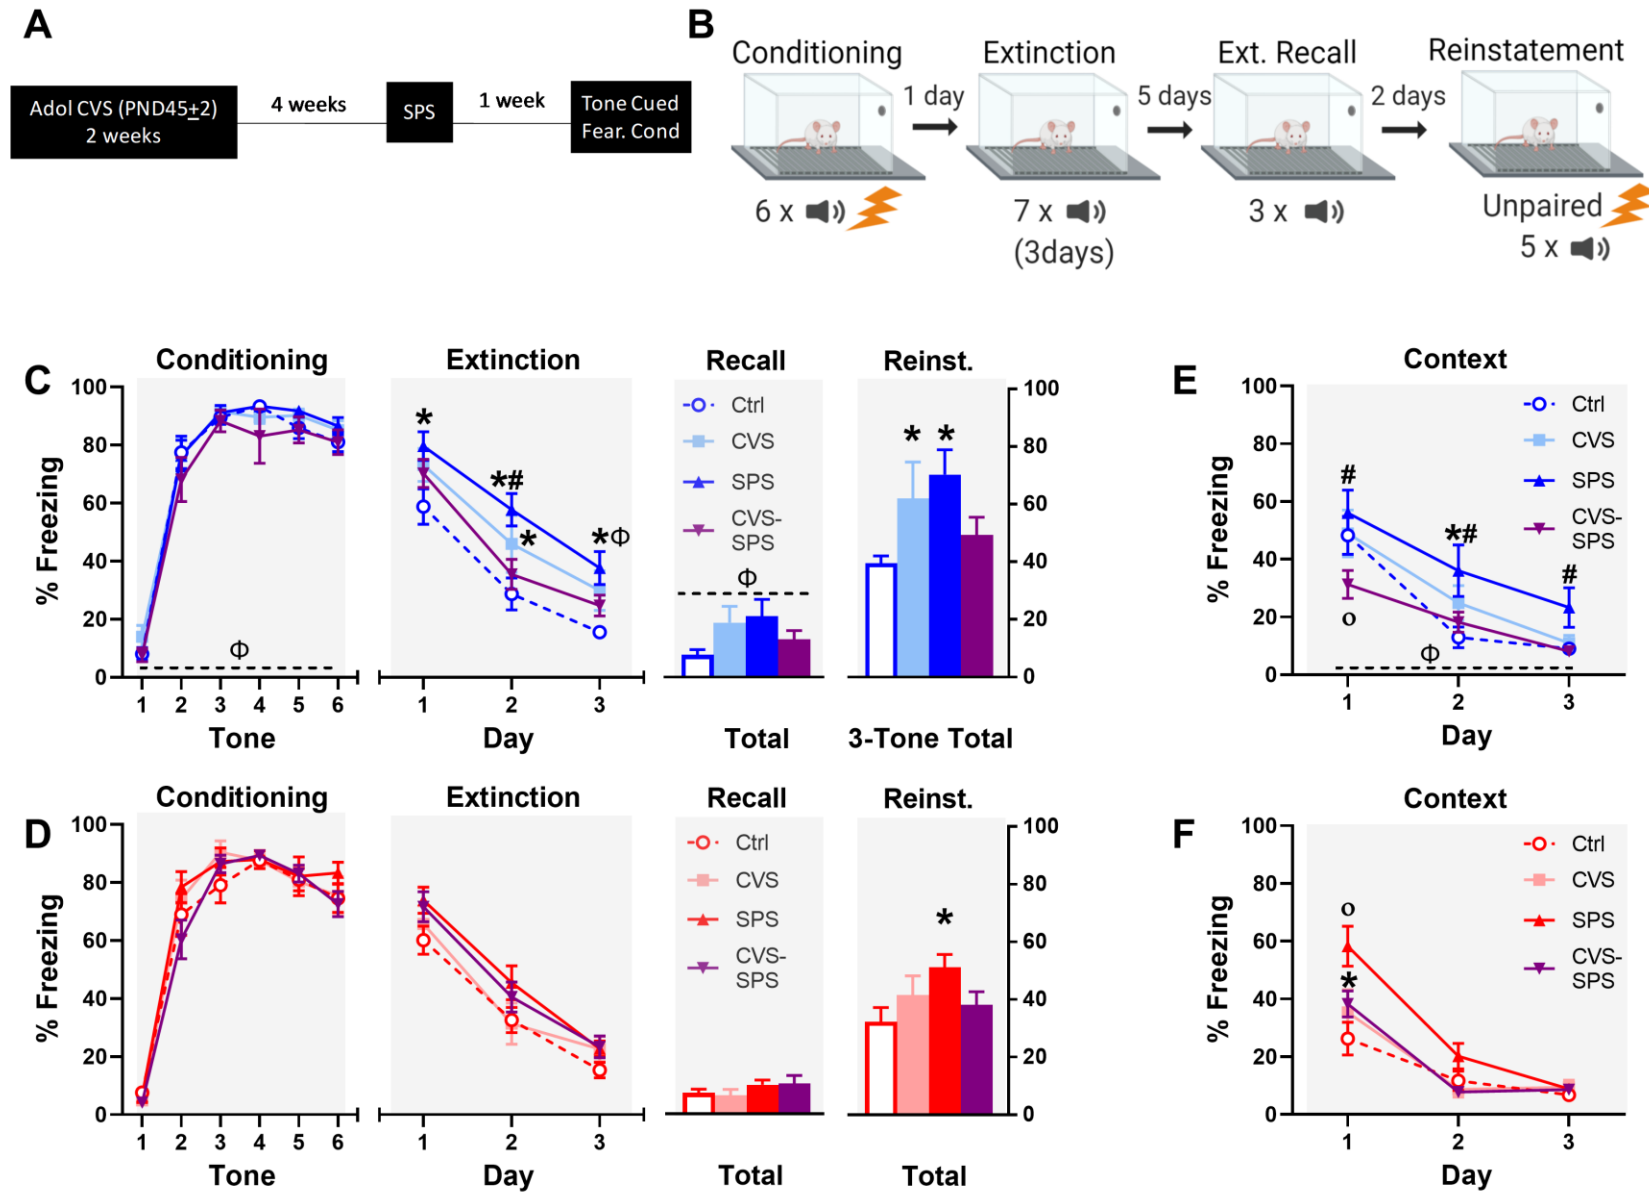 A
Adol CVS (PND45±2)
2 weeks
4 weeks
SPS
1 week
Tone Cued
Fear. Cond
B
Conditioning
Extinction
Ext. Recall
Reinstatement
1 day
5 days
2 days
6 x
7 x
(3days)
3 x
Unpaired
5 x
C
Conditioning
Extinction
Recall
Reinst.
% Freezing
100
80
60
40
20
0
Φ
1 2 3 4 5 6
Tone
*
*#
*
*Φ
1 2 3
Day
Ctrl
CVS
SPS
CVS-
SPS
Φ
Total
* *
100
80
60
40
20
0
3-Tone Total
E
Context
% Freezing
100
80
60
40
20
0
Ctrl
CVS
SPS
CVS-
SPS
#
*#
#
o
Φ
1 2 3
Day
D
Conditioning
Extinction
Recall
Reinst.
% Freezing
100
80
60
40
20
0
1 2 3 4 5 6
Tone
1 2 3
Day
Ctrl
CVS
SPS
CVS-
SPS
Total
*
100
80
60
40
20
0
Total
F
Context
% Freezing
100
80
60
40
20
0
Ctrl
CVS
SPS
CVS-
SPS
o
*
1 2 3
Day